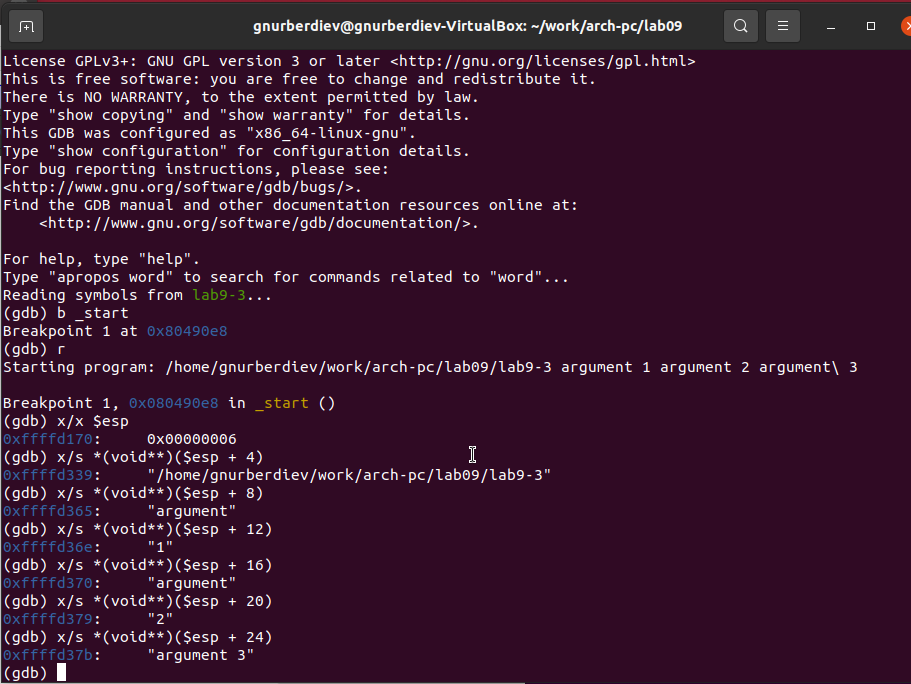 gnurberdiev@gnurberdiev-VirtualBox: ~/work/arch-pc/lab09
License GPLv3+: GNU GPL version 3 or later <http://gnu.org/licenses/gpl.html>
This is free software: you are free to change and redistribute it.
There is NO WARRANTY, to the extent permitted by law.
Type "show copying" and "show warranty" for details.
This GDB was configured as "x86_64-linux-gnu".
Type "show configuration" for configuration details.
For bug reporting instructions, please see:
<http://www.gnu.org/software/gdb/bugs/>.
Find the GDB manual and other documentation resources online at:
    <http://www.gnu.org/software/gdb/documentation/>.

For help, type "help".
Type "apropos word" to search for commands related to "word"...
Reading symbols from lab9-3...
(gdb) b _start
Breakpoint 1 at 0x80490e8
(gdb) r
Starting program: /home/gnurberdiev/work/arch-pc/lab09/lab9-3 argument 1 argument 2 argument\ 3

Breakpoint 1, 0x080490e8 in _start ()
(gdb) x/x $esp
0xffffd170:     0x00000006
(gdb) x/s *(void**)($esp + 4)
0xffffd339:     "/home/gnurberdiev/work/arch-pc/lab09/lab9-3"
(gdb) x/s *(void**)($esp + 8)
0xffffd365:     "argument"
(gdb) x/s *(void**)($esp + 12)
0xffffd36e:     "1"
(gdb) x/s *(void**)($esp + 16)
0xffffd370:     "argument"
(gdb) x/s *(void**)($esp + 20)
0xffffd379:     "2"
(gdb) x/s *(void**)($esp + 24)
0xffffd37b:     "argument 3"
(gdb)